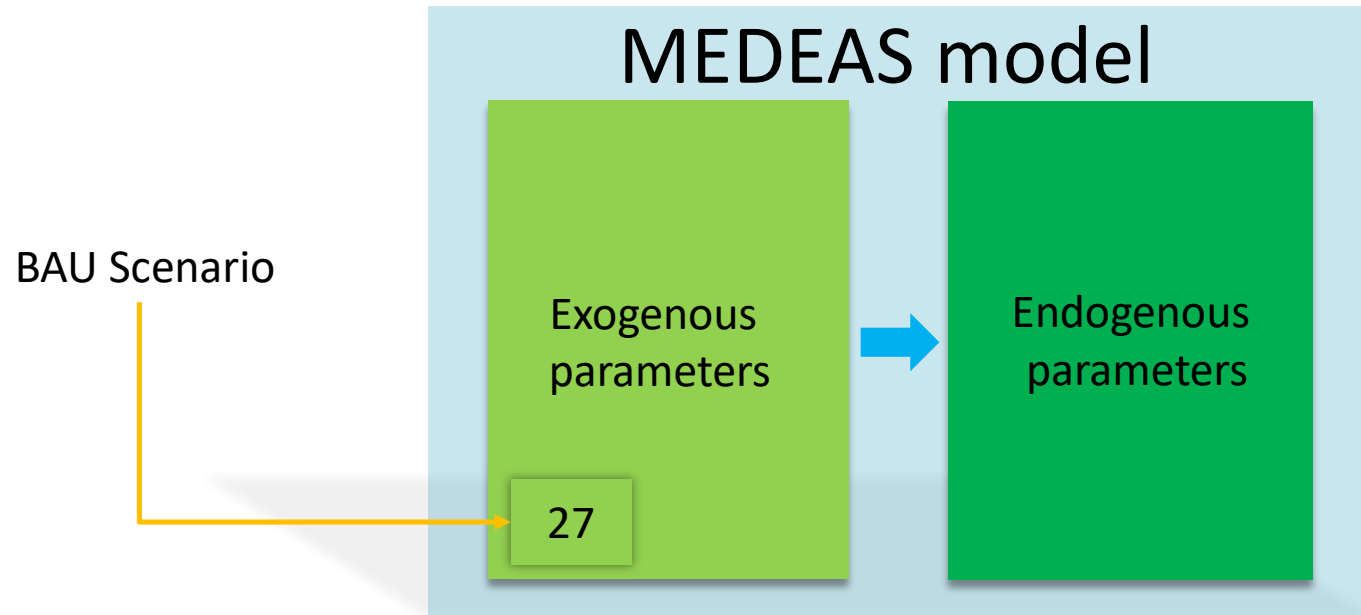 MEDEAS model
BAU Scenario
Exogenous
parameters
27
Endogenous
parameters